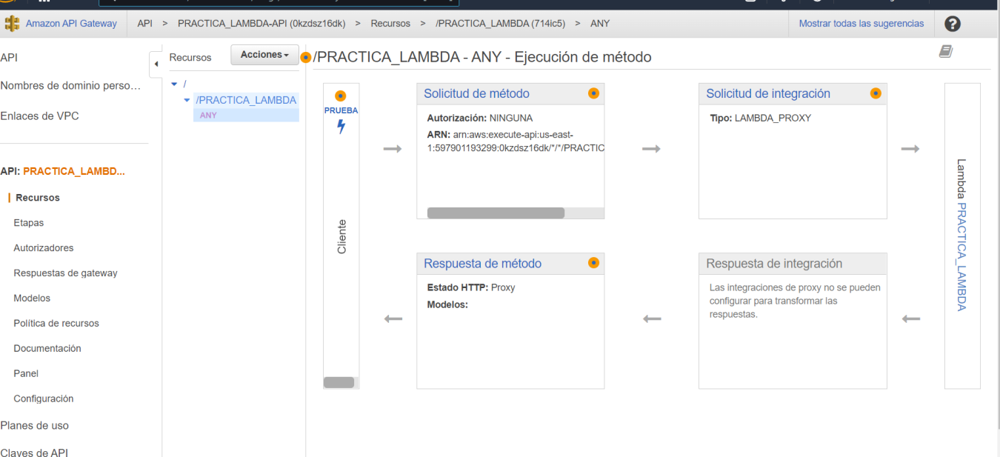 Amazon API Gateway
API > PRACTICA_LAMBDA-API (0kzdsz16dk) > Recursos > /PRACTICA_LAMBDA (714ic5) > ANY
Mostrar todas las sugerencias
?
API
Nombres de dominio perso...
Enlaces de VPC
API: PRACTICA_LAMBD...
Recursos
Etapas
Autorizadores
Respuestas de gateway
Modelos
Política de recursos
Documentación
Panel
Configuración
Planes de uso
Claves de API
Recursos
Acciones
/
/PRACTICA_LAMBDA
ANY
/PRACTICA_LAMBDA - ANY - Ejecución de método
PRUEBA
Cliente
Solicitud de método
Autorización: NINGUNA
ARN: arn:aws:execute-api:us-east-
1:597901193299:0kzdsz16dk/*/*/PRACTIC
Solicitud de integración
Tipo: LAMBDA_PROXY
Respuesta de método
Estado HTTP: Proxy
Modelos:
Respuesta de integración
Las integraciones de proxy no se pueden
configurar para transformar las
respuestas.
Lambda PRACTICA_LAMBDA